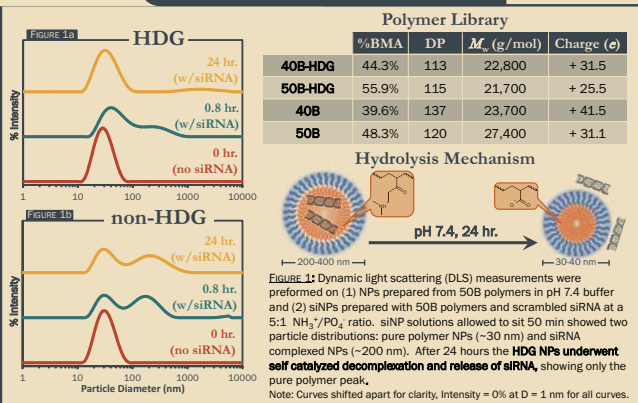 FIGURE 1a
HDG
% Intensity
24 hr.
(w/siRNA)
0.8 hr.
(w/siRNA)
0 hr.
(no siRNA)
1 10 100 1000 10000
FIGURE 1b
non-HDG
% Intensity
24 hr.
(w/siRNA)
0.8 hr.
(w/siRNA)
0 hr.
(no siRNA)
1 10 100 1000 10000
Particle Diameter (nm)
Polymer Library
%BMA DP Mw (g/mol) Charge (e)
40B-HDG 44.3% 113 22,800 + 31.5
50B-HDG 55.9% 115 21,700 + 25.5
40B 39.6% 137 23,700 + 41.5
50B 48.3% 120 27,400 + 31.1
Hydrolysis Mechanism
pH 7.4, 24 hr.
200-400 nm
30-40 nm
FIGURE 1: Dynamic light scattering (DLS) measurements were
preformed on (1) NPs prepared from 50B polymers in pH 7.4 buffer
and (2) siNPs prepared with 50B polymers and scrambled siRNA at a
5:1 NH3+/PO4- ratio. siNP solutions allowed to sit 50 min showed two
particle distributions: pure polymer NPs (~30 nm) and siRNA
complexed NPs (~200 nm). After 24 hours the HDG NPs underwent
self catalyzed decomplexation and release of siRNA, showing only the
pure polymer peak.
Note: Curves shifted apart for clarity, Intensity = 0% at D = 1 nm for all curves.